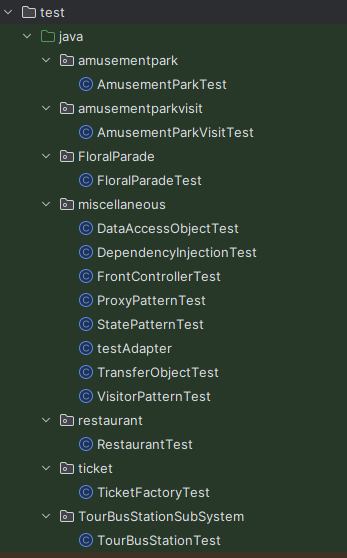 test
java
amusementpark
AmusementParkTest
amusementparkvisit
AmusementParkVisitTest
FloralParade
FloralParadeTest
miscellaneous
DataAccessObjectTest
DependencyInjectionTest
FrontControllerTest
ProxyPatternTest
StatePatternTest
testAdapter
TransferObjectTest
VisitorPatternTest
restaurant
RestaurantTest
ticket
TicketFactoryTest
TourBusStationSubSystem
TourBusStationTest